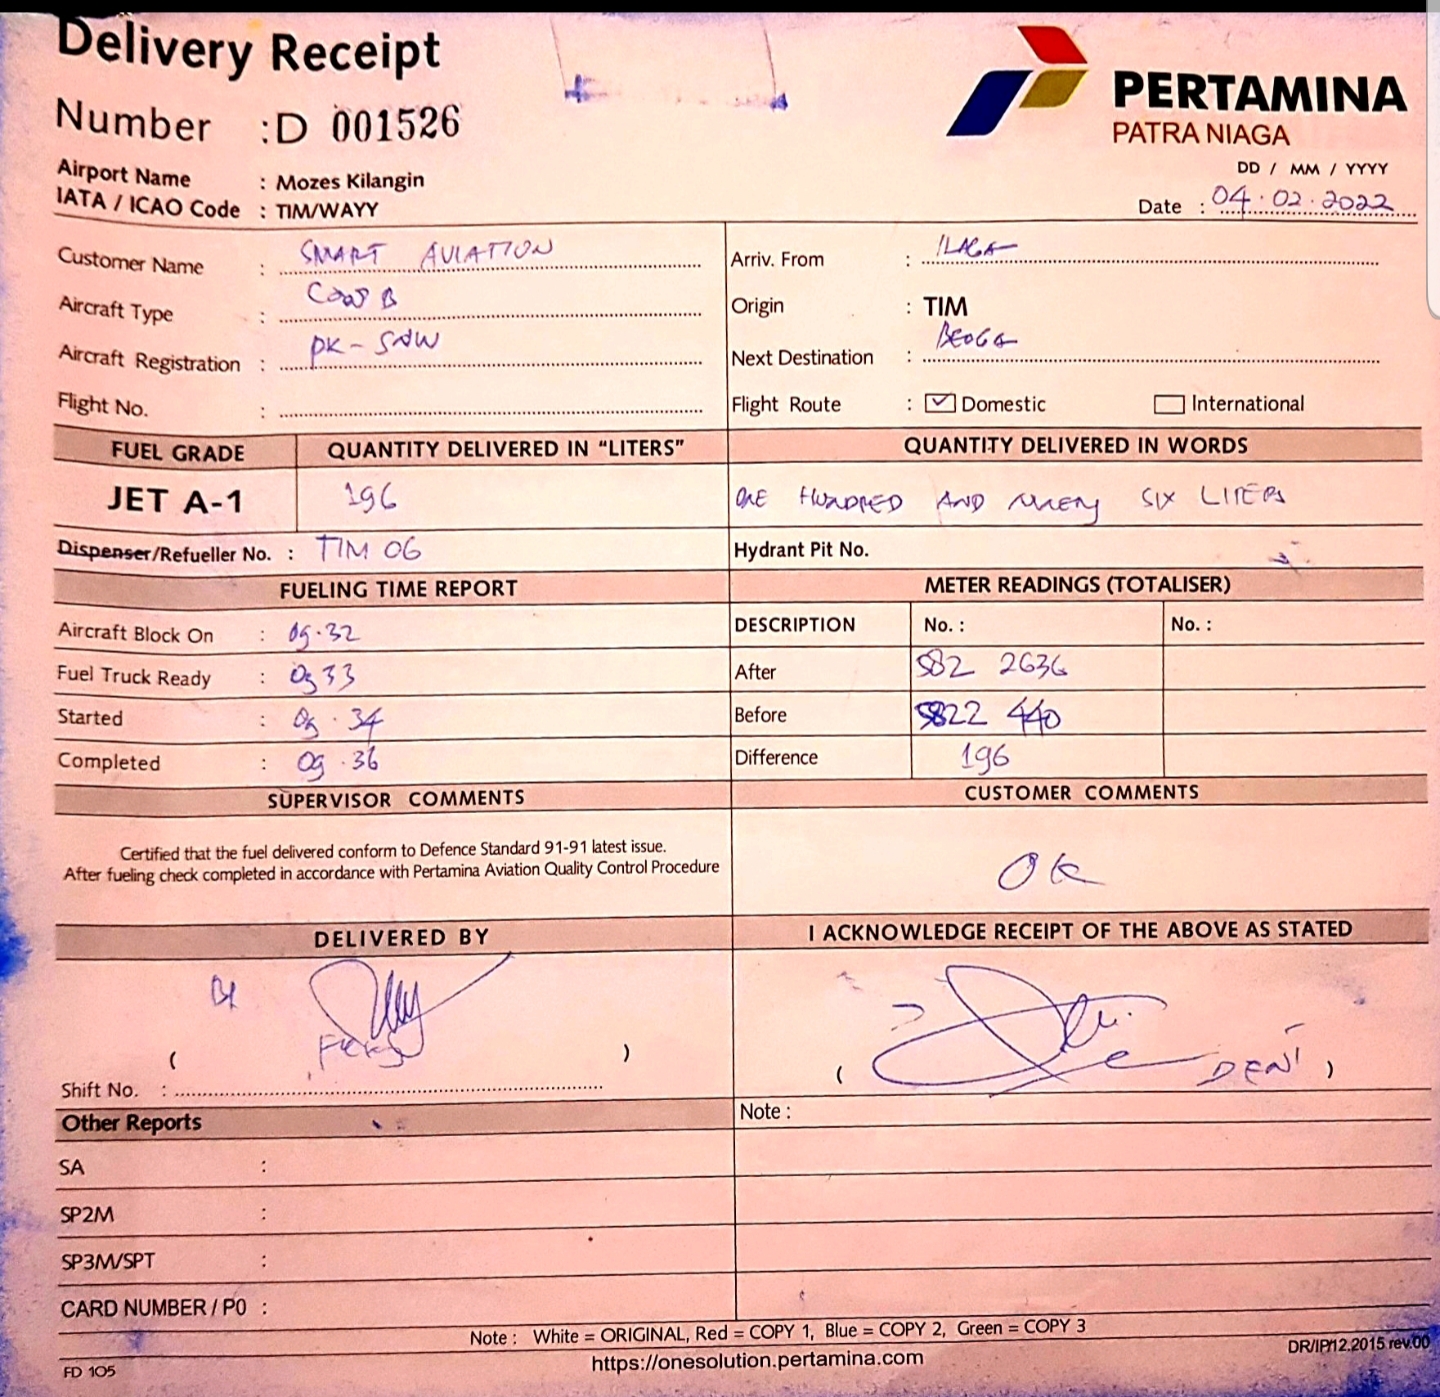 Delivery Receipt
Number : D 001526
PERTAMINA
PATRA NIAGA
Airport Name : Mozes Kilangin
IATA / ICAO Code : TIM/WAYY
DD / MM / YYYY
Date : 04.02.2022
Customer Name : SMART AVIATION
Arriv. From : ILAGA
Aircraft Type :
Origin : TIM
Aircraft Registration : PK-SNW
Next Destination : BEOGA
Flight No. :
Flight Route : Domestic International
FUEL GRADE QUANTITY DELIVERED IN "LITERS" QUANTITY DELIVERED IN WORDS
JET A-1 196 ONE HUNDRED AND SIX LITERS
Dispenser/Refueller No. : TIM 06 Hydrant Pit No.
FUELING TIME REPORT METER READINGS (TOTALISER)
Aircraft Block On : 09.32 DESCRIPTION No. : No. :
Fuel Truck Ready : 09 33 After 582 2636
Started : 09.34 Before 5822 440
Completed : 09.36 Difference 196
SUPERVISOR COMMENTS CUSTOMER COMMENTS
Certified that the fuel delivered conform to Defence Standard 91-91 latest issue.
After fueling check completed in accordance with Pertamina Aviation Quality Control Procedure
OK
DELIVERED BY I ACKNOWLEDGE RECEIPT OF THE ABOVE AS STATED
( ) ( DENI )
Shift No. :
Other Reports Note :
SA :
SP2M :
SP3M/SPT :
CARD NUMBER / PO :
Note : White = ORIGINAL, Red = COPY 1, Blue = COPY 2, Green = COPY 3
https://onesolution.pertamina.com
FD 105
DR/IP/12.2015 rev.00